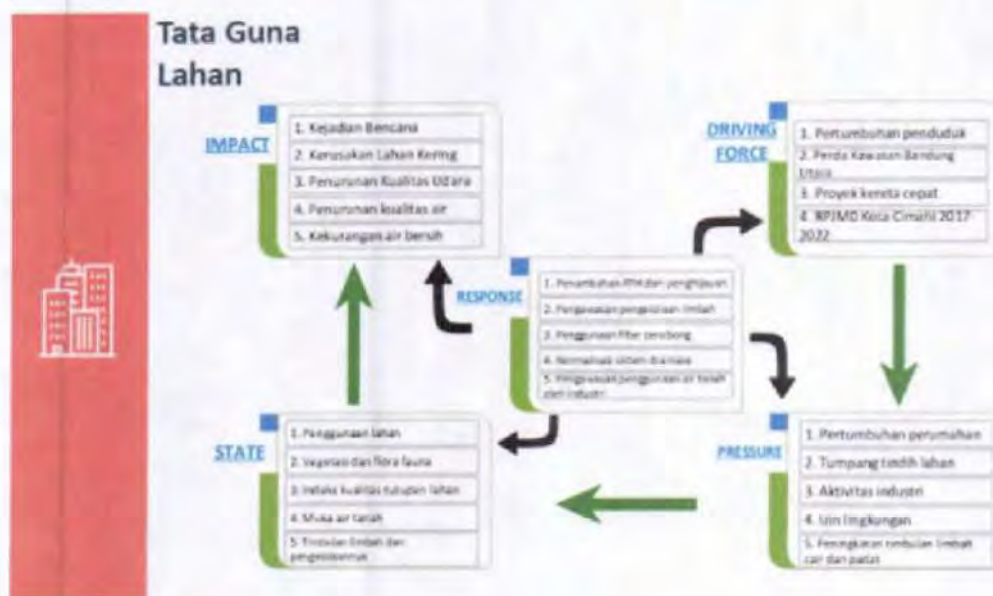 Tata Guna
Lahan
IMPACT
1. Kejadian Bencana
2. Kerusakan Lahan Kering
3. Penurunan Kualitas Udara
4. Penurunan kualitas air
5. Kekurangan air bersih
DRIVING
FORCE
1. Pertumbuhan penduduk
2. Perda Kawasan Bandung
Utara
3. Proyek kereta cepat
4. RPJMD Kota Cimahi 2017-
2022
RESPONSE
1. Penambahan RTH dan penghijauan
2. Pengawasan pengelolaan limbah
3. Penggunaan filter cerobong
4. Normalisasi sistem drainase
5. Pengawasan penggunaan air tanah
oleh industri
STATE
1. Penggunaan lahan
2. Vegetasi dan flora fauna
3. Indeks kualitas tutupan lahan
4. Muka air tanah
5. Timbulan limbah dan
pengelolaannya
PRESSURE
1. Pertumbuhan perumahan
2. Tumpang tindih lahan
3. Aktivitas industri
4. Izin lingkungan
5. Peningkatan timbulan limbah
cair dan padat